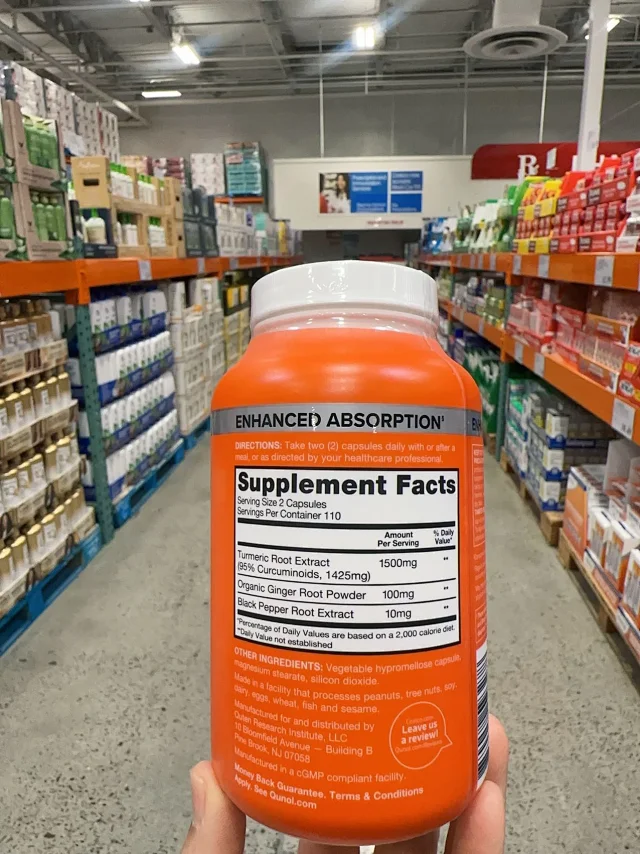 ENHANCED ABSORPTION†
DIRECTIONS: Take two (2) capsules daily with or after a
meal, or as directed by your healthcare professional.
Supplement Facts
Serving Size 2 Capsules
Servings Per Container 110
Amount
Per Serving
% Daily
Value*
Turmeric Root Extract 1500mg **
(95% Curcuminoids, 1425mg)
Organic Ginger Root Powder 100mg **
Black Pepper Root Extract 10mg **
*Percentage of Daily Values are based on a 2,000 calorie diet.
**Daily Value not established
OTHER INGREDIENTS: Vegetable hypromellose capsule,
magnesium stearate, silicon dioxide.
Made in a facility that processes peanuts, tree nuts, soy,
dairy, eggs, wheat, fish and sesame.
Manufactured for and distributed by
Quten Research Institute, LLC
10 Bloomfield Avenue – Building B
Pine Brook, NJ 07058
Manufactured in a cGMP compliant facility.
Leave us
a review!
Money Back Guarantee. Terms & Conditions
Apply. See Qunol.com